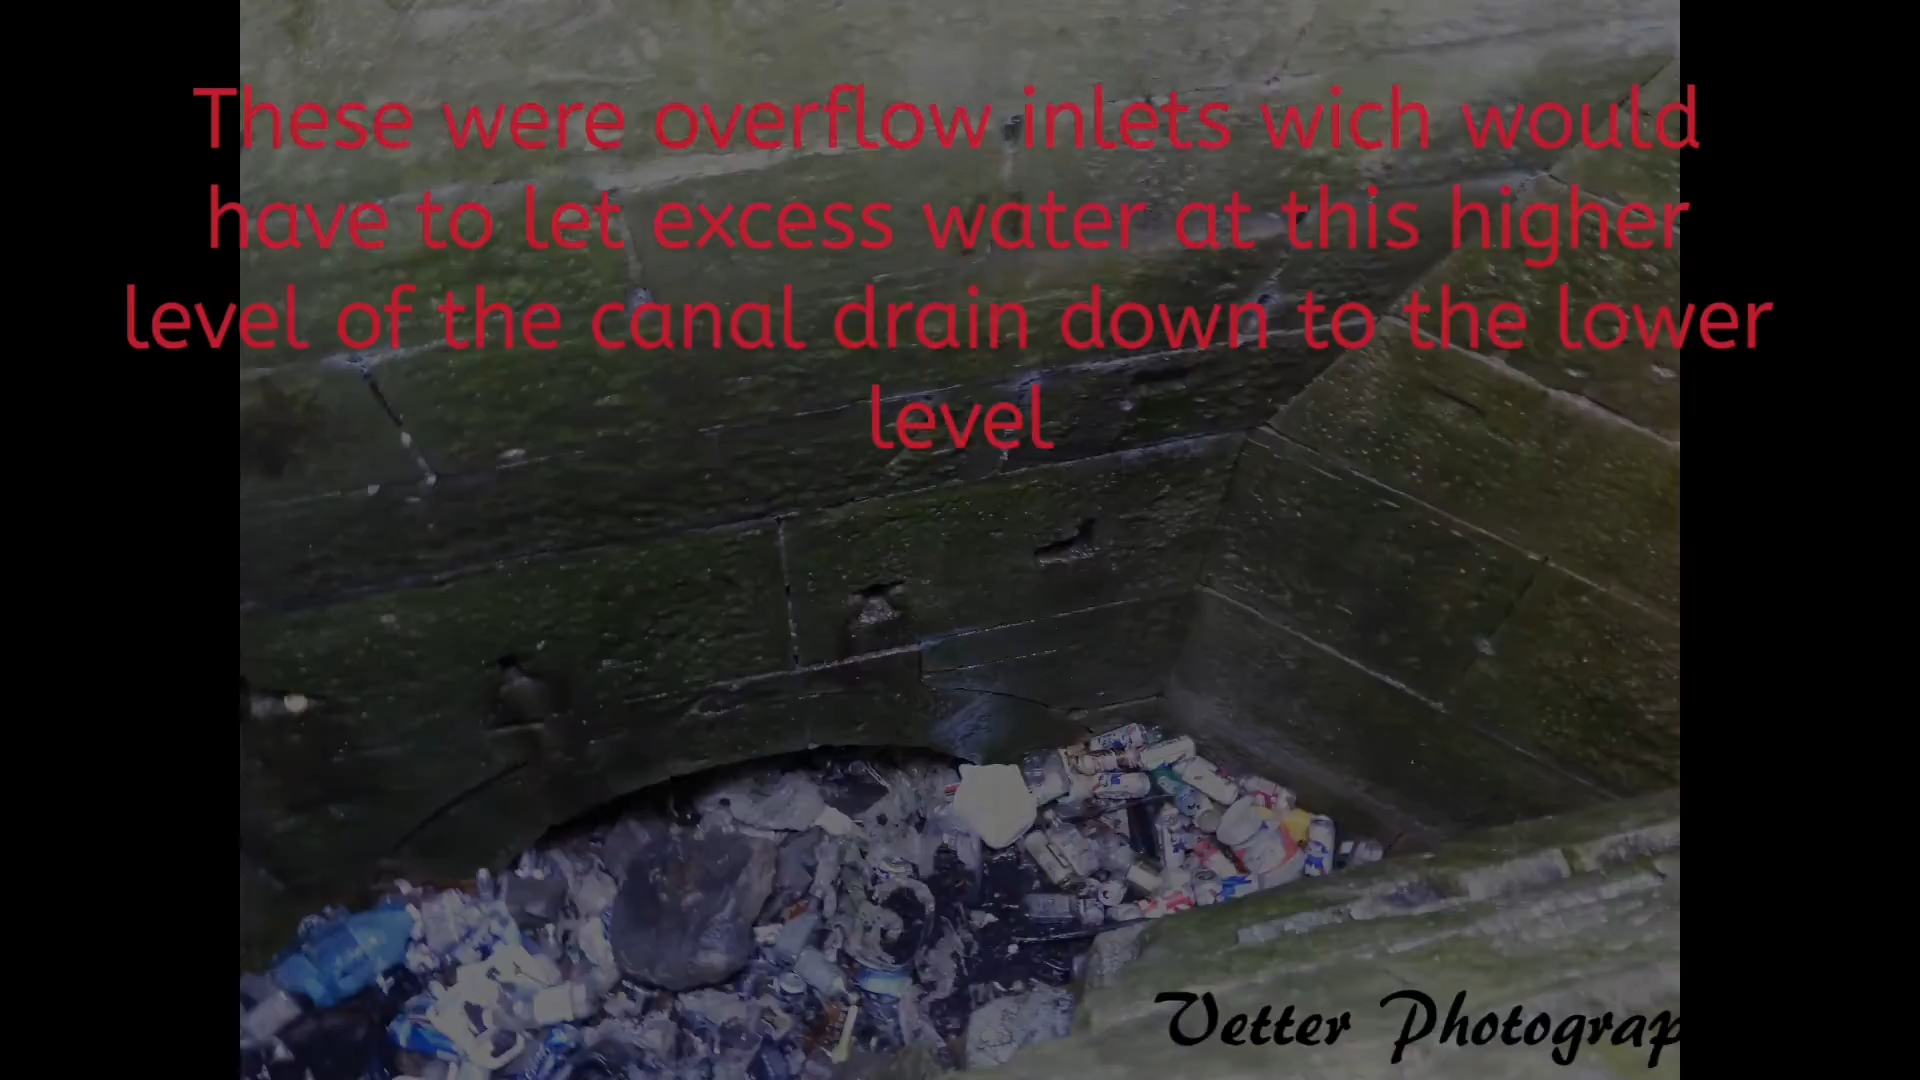 These were overflow inlets wich would
have to let excess water at this higher
level of the canal drain down to the lower
level
Vetter Photograp